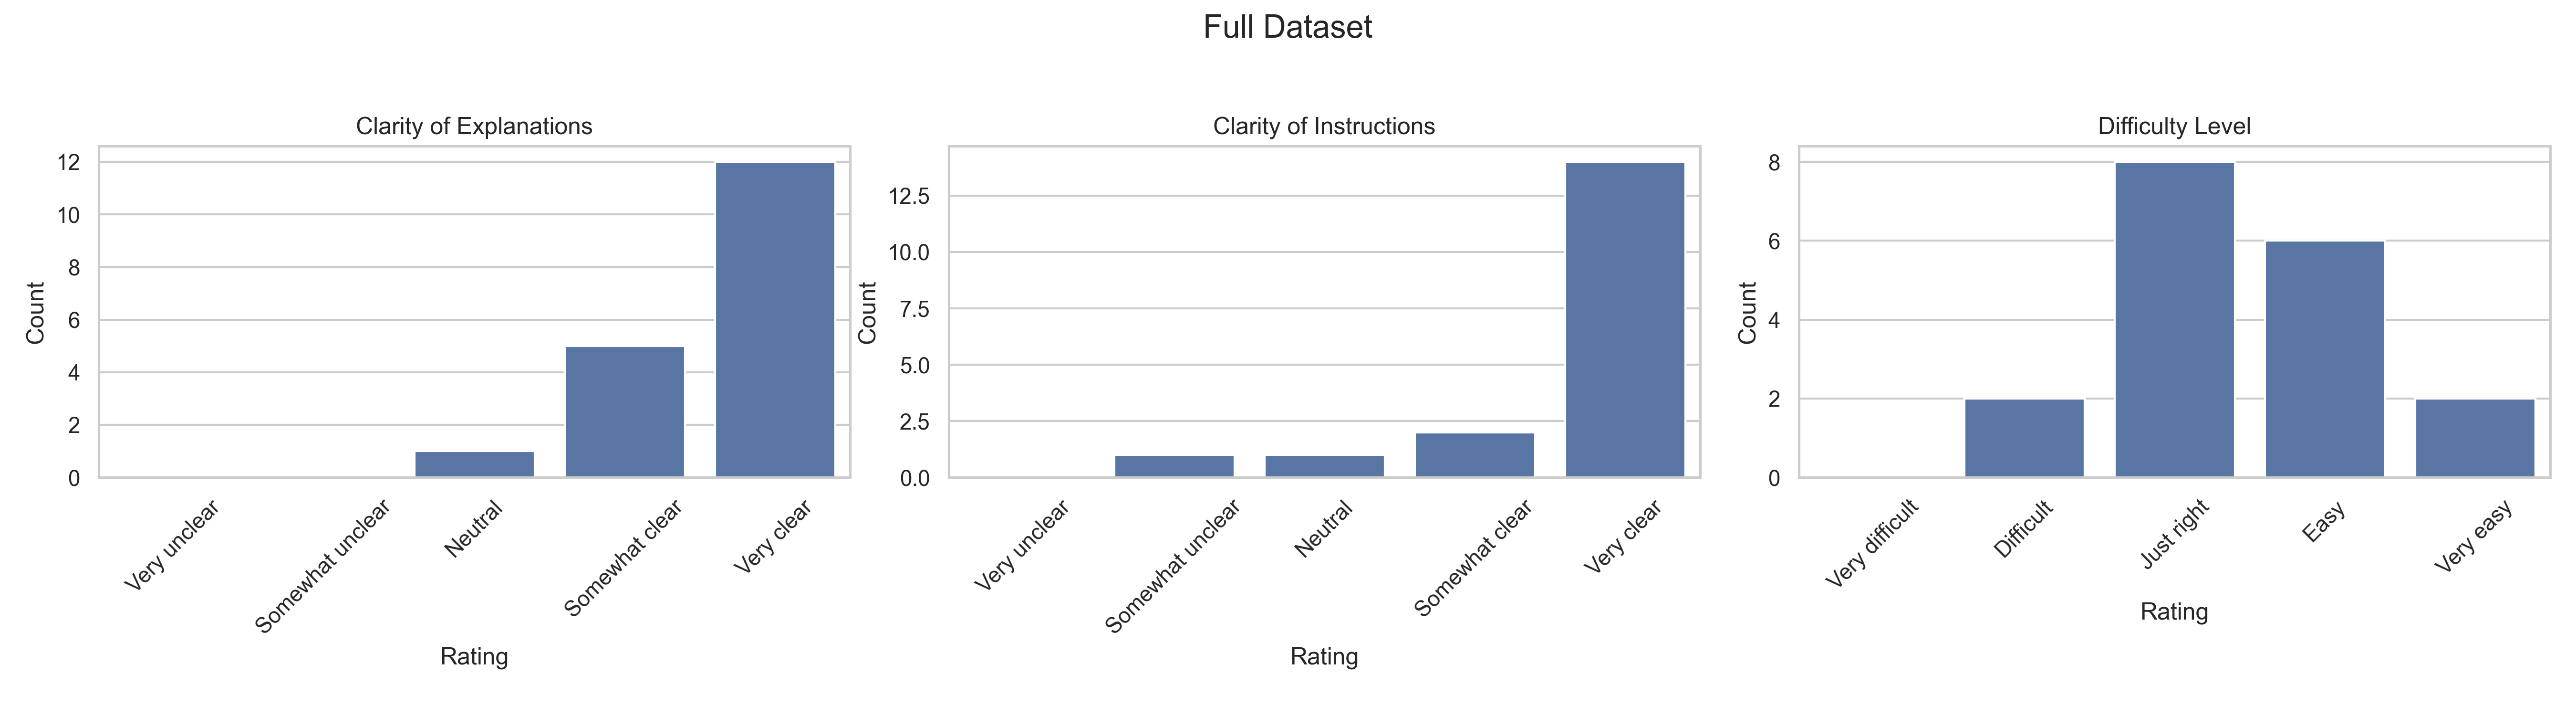 Full Dataset
Clarity of Explanations
12
10
8
6
4
2
0
Count
Very unclear
Somewhat unclear
Neutral
Somewhat clear
Very clear
Rating
Clarity of Instructions
12.5
10.0
7.5
5.0
2.5
0.0
Count
Very unclear
Somewhat unclear
Neutral
Somewhat clear
Very clear
Rating
Difficulty Level
8
6
4
2
0
Count
Very difficult
Difficult
Just right
Easy
Very easy
Rating